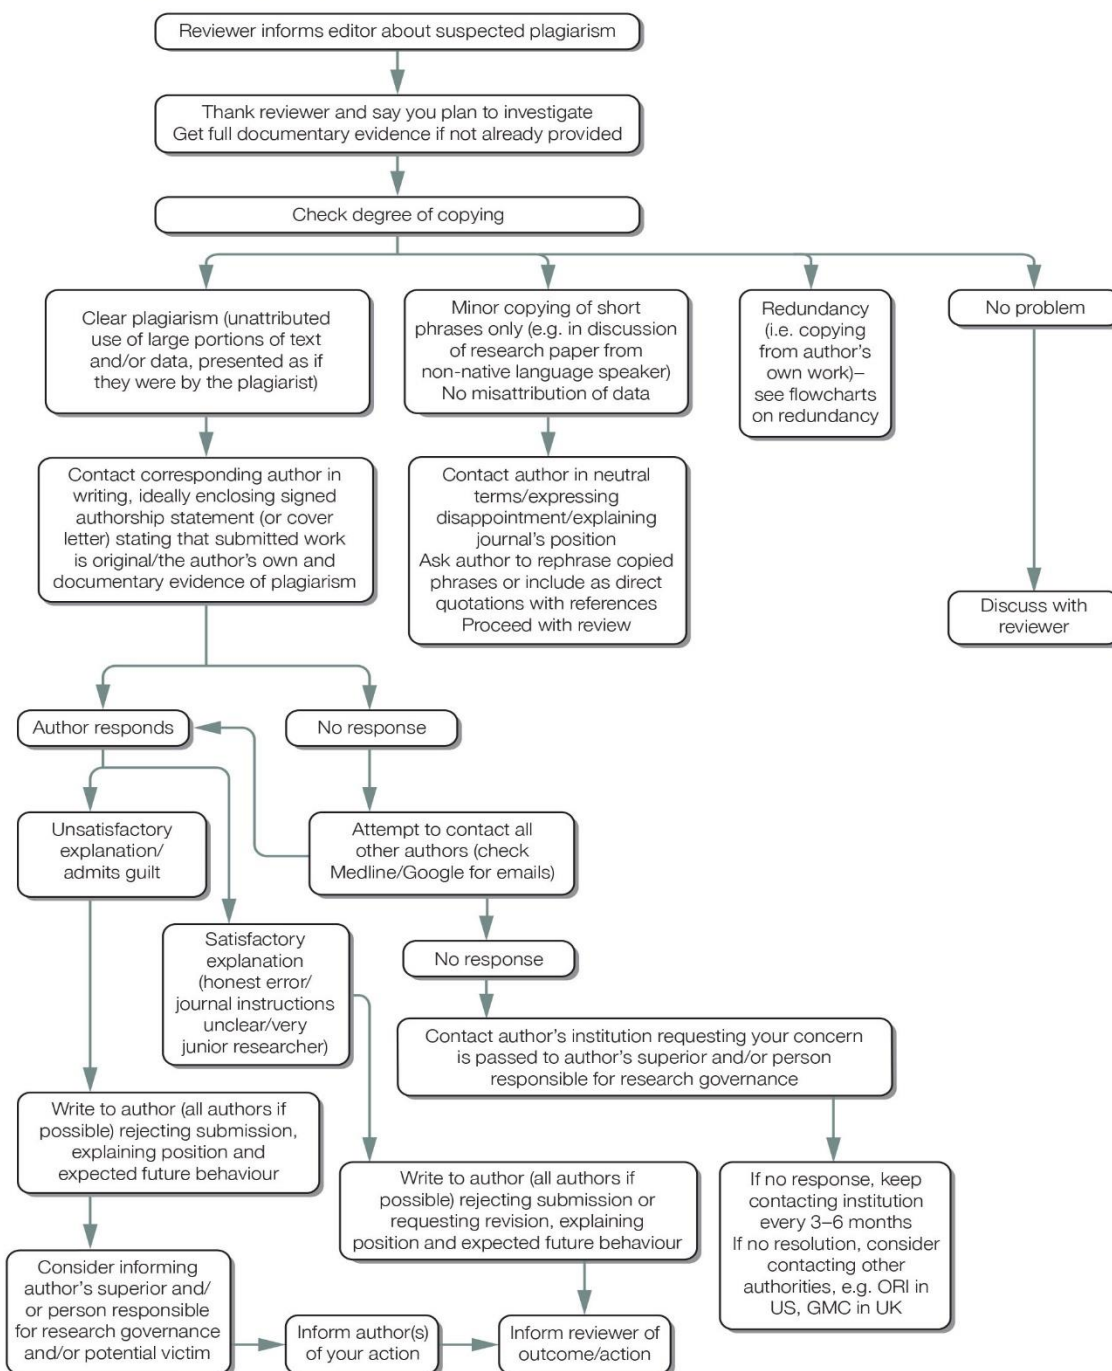 Reviewer informs editor about suspected plagiarism
Thank reviewer and say you plan to investigate
Get full documentary evidence if not already provided
Check degree of copying
Clear plagiarism (unattributed
use of large portions of text
and/or data, presented as if
they were by the plagiarist)
Minor copying of short
phrases only (e.g. in discussion
of research paper from
non-native language speaker)
No misattribution of data
Redundancy
(i.e. copying
from author's
own work)–
see flowcharts
on redundancy
No problem
Contact corresponding author in
writing, ideally enclosing signed
authorship statement (or cover
letter) stating that submitted work
is original/the author's own and
documentary evidence of plagiarism
Contact author in neutral
terms/expressing
disappointment/explaining
journal's position
Ask author to rephrase copied
phrases or include as direct
quotations with references
Proceed with review
Discuss with
reviewer
Author responds
No response
Unsatisfactory
explanation/
admits guilt
Attempt to contact all
other authors (check
Medline/Google for emails)
Satisfactory
explanation
(honest error/
journal instructions
unclear/very
junior researcher)
No response
Contact author's institution requesting your concern
is passed to author's superior and/or person
responsible for research governance
Write to author (all authors if
possible) rejecting submission,
explaining position and
expected future behaviour
Write to author (all authors if
possible) rejecting submission or
requesting revision, explaining
position and expected future behaviour
If no response, keep
contacting institution
every 3–6 months
If no resolution, consider
contacting other
authorities, e.g. ORI in
US, GMC in UK
Consider informing
author's superior and/
or person responsible
for research governance
and/or potential victim
Inform author(s)
of your action
Inform reviewer of
outcome/action